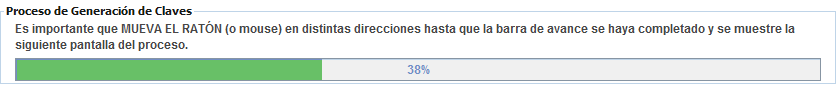 Proceso de Generación de Claves
Es importante que MUEVA EL RATÓN (o mouse) en distintas direcciones hasta que la barra de avance se haya completado y se muestre la
siguiente pantalla del proceso.
38%